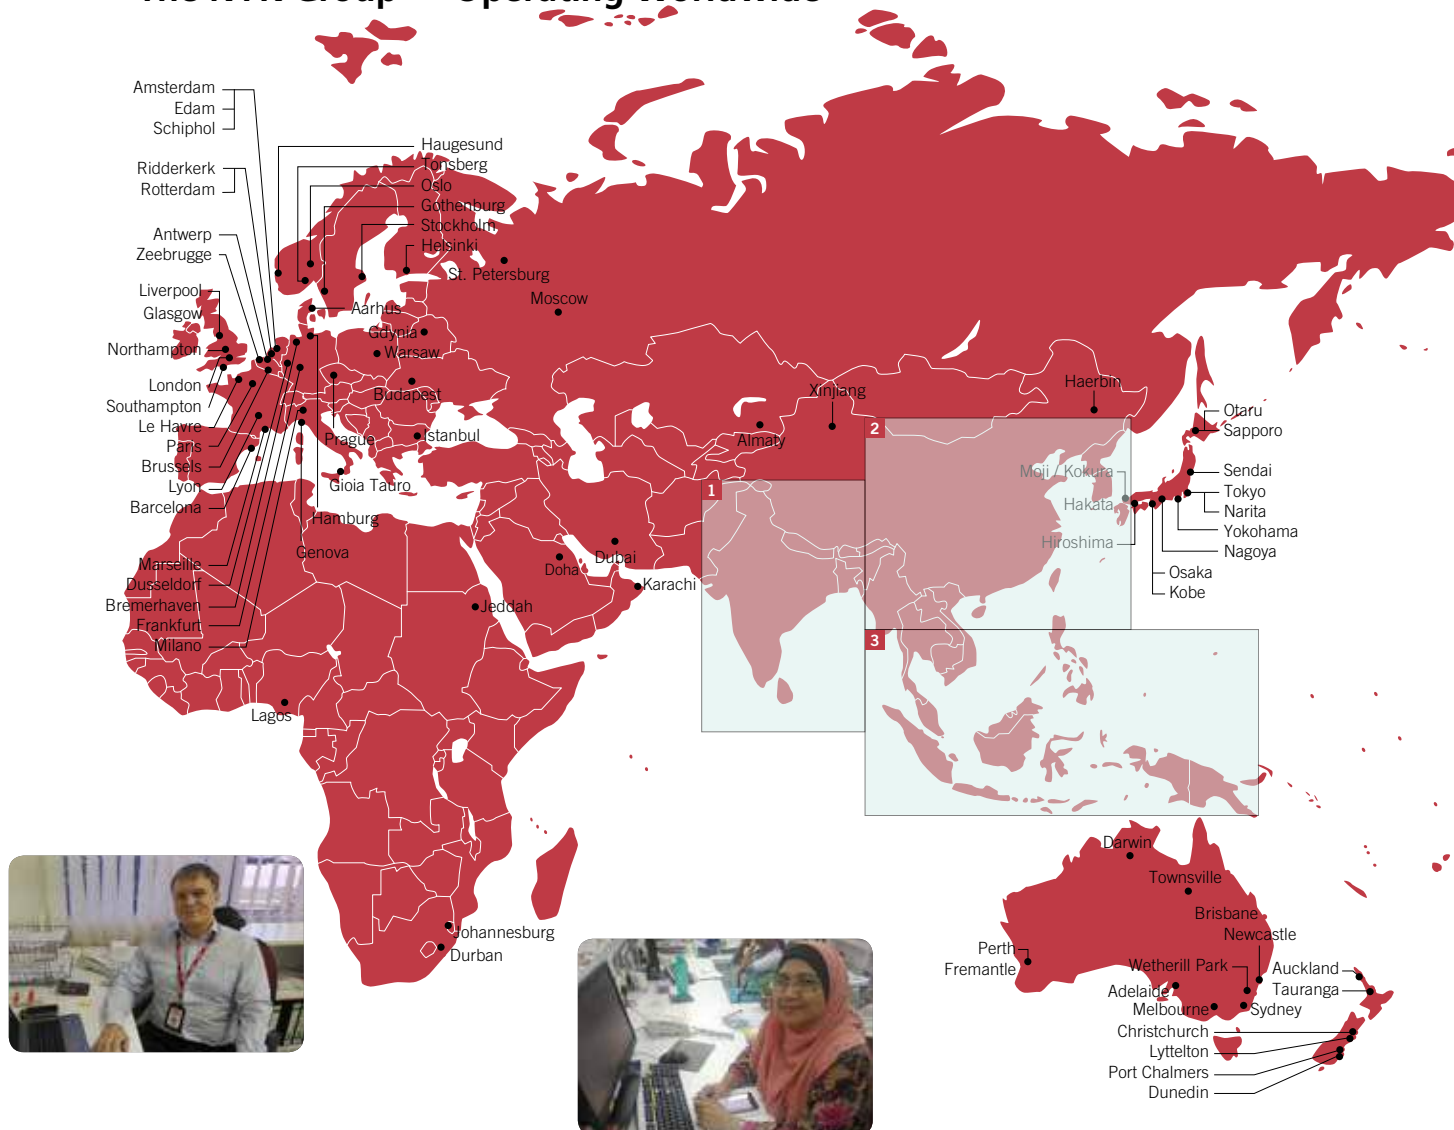 Operating Worldwide
Amsterdam
Edam
Schiphol
Ridderkerk
Rotterdam
Antwerp
Zeebrugge
Liverpool
Glasgow
Northampton
London
Southampton
Le Havre
Paris
Brussels
Lyon
Barcelona
Marseille
Dusseldorf
Bremerhaven
Frankfurt
Milano
Haugesund
Tonsberg
Oslo
Gothenburg
Stockholm
Helsinki
St. Petersburg
Moscow
Aarhus
Gdynia
Warsaw
Budapest
Prague
Istanbul
Gioia Tauro
Hamburg
Genova
Almaty
Xinjiang
Haerbin
Doha
Dubai
Karachi
Jeddah
Lagos
Johannesburg
Durban
1
2
3
Moji / Kokura
Hakata
Hiroshima
Otaru
Sapporo
Sendai
Tokyo
Narita
Yokohama
Nagoya
Osaka
Kobe
Darwin
Townsville
Brisbane
Newcastle
Perth
Fremantle
Wetherill Park
Adelaide
Melbourne
Sydney
Auckland
Tauranga
Christchurch
Lyttelton
Port Chalmers
Dunedin